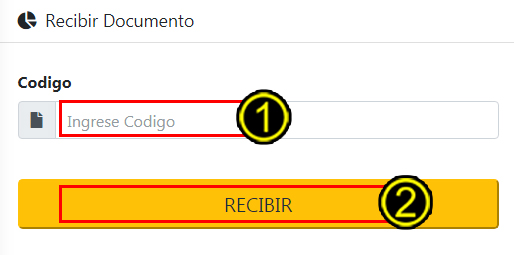 Recibir Documento
Codigo
Ingrese Codigo
1
RECIBIR
2